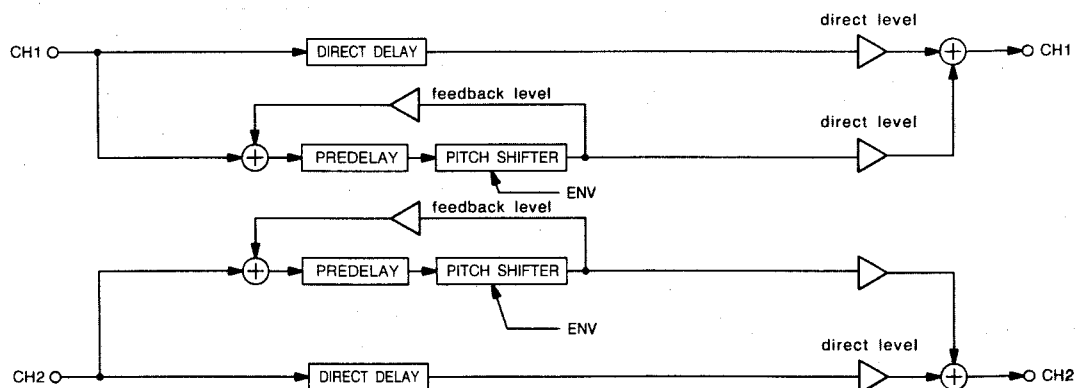 direct level
CH1 DIRECT DELAY CH1
feedback level
direct level
PREDELAY PITCH SHIFTER
ENV
feedback level
PREDELAY PITCH SHIFTER
ENV
direct level
CH2 DIRECT DELAY CH2